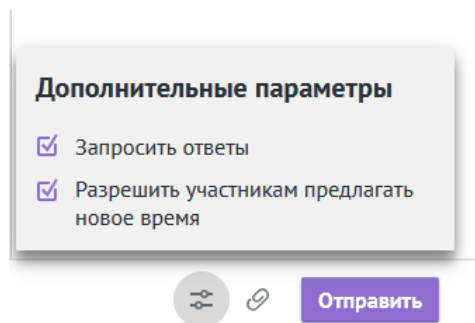 Дополнительные параметры
Запросить ответы
Разрешить участникам предлагать
новое время
Отправить